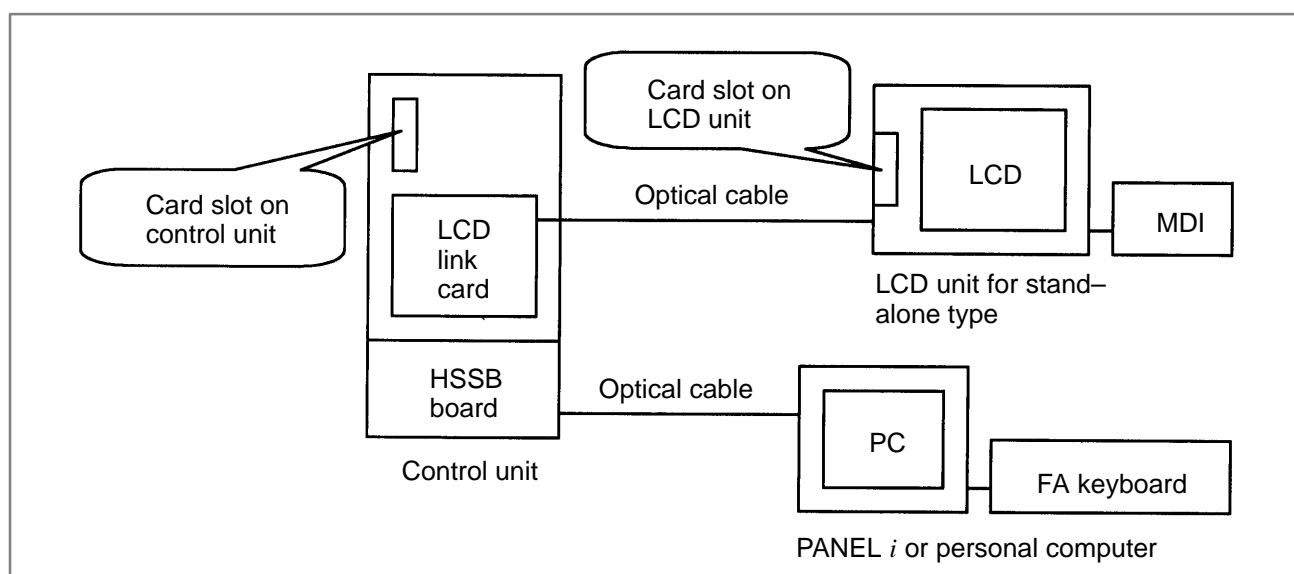 Card slot on
LCD unit
Card slot on
control unit
LCD
link
card
Optical cable
LCD
MDI
LCD unit for stand–
alone type
HSSB
board
Optical cable
PC
FA keyboard
Control unit
PANEL i or personal computer